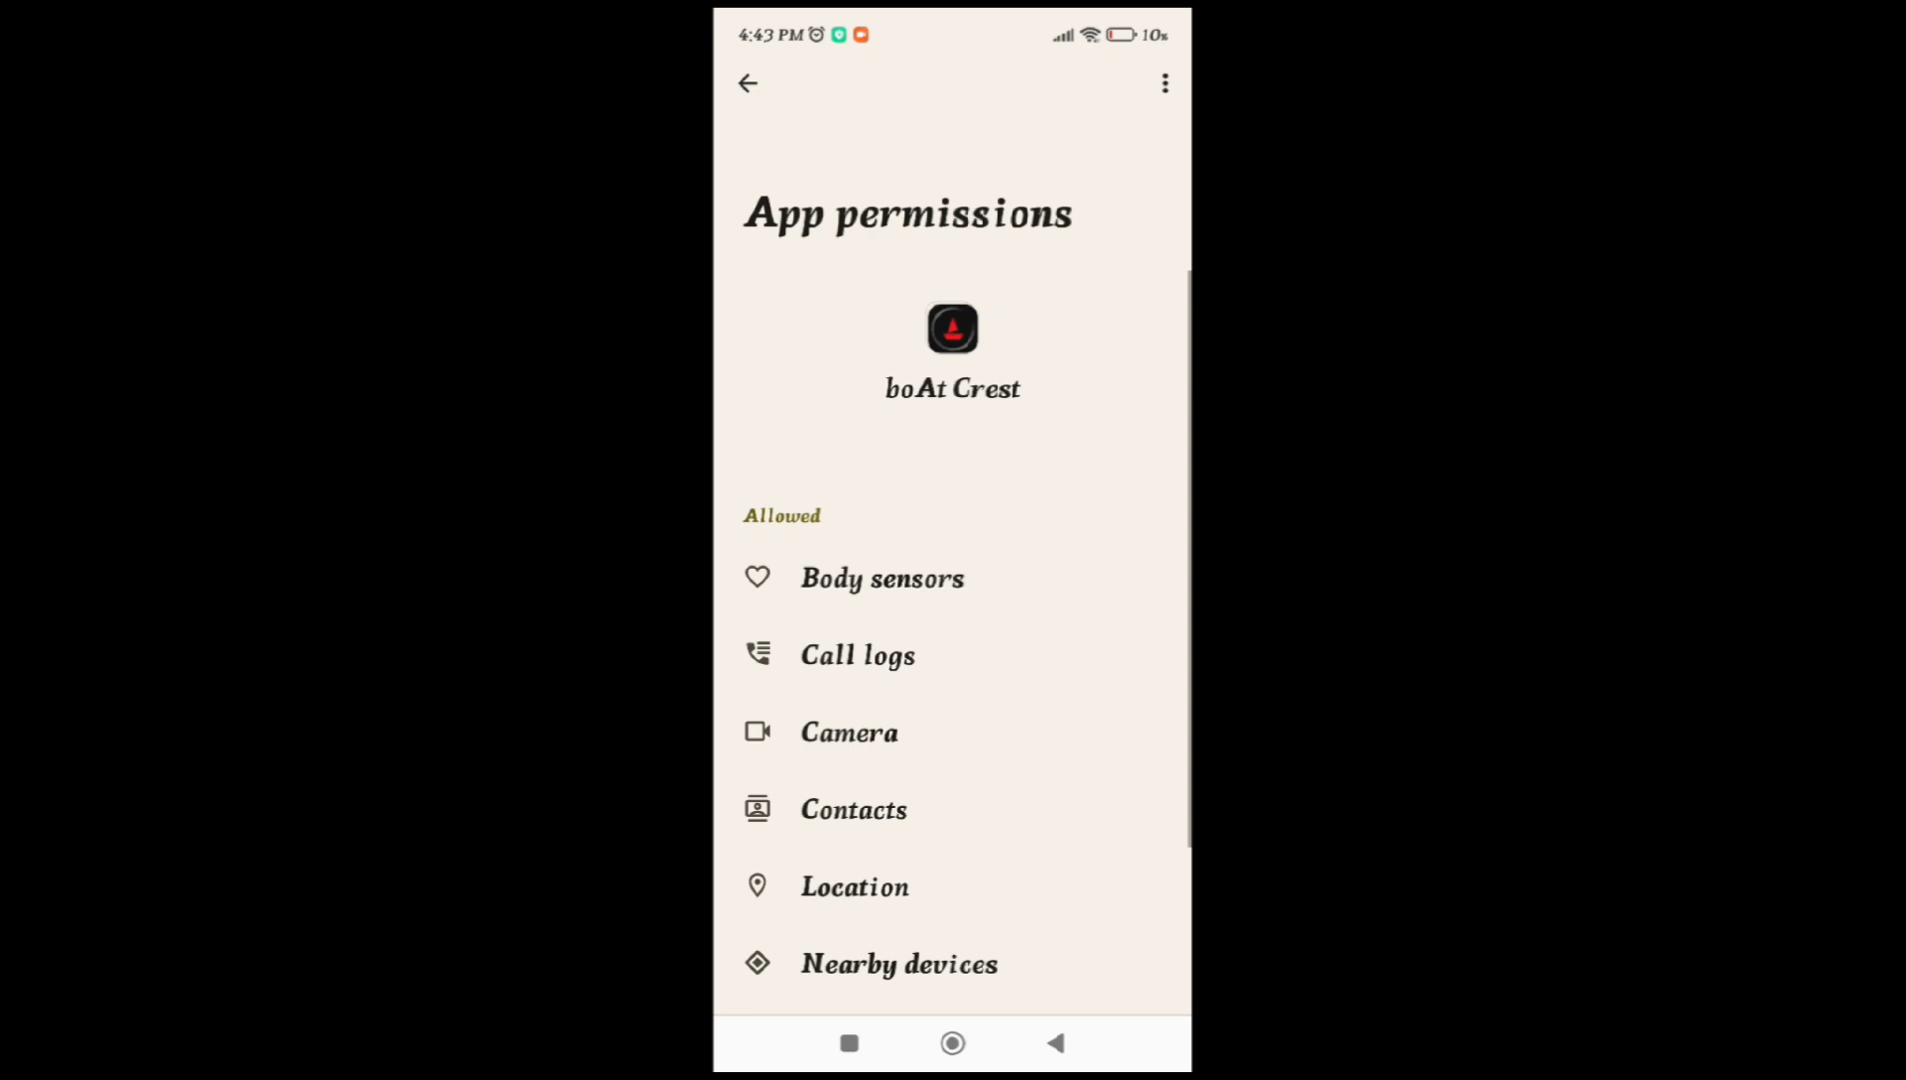 4:43 PM 10%
App permissions
boAt Crest
Allowed
Body sensors
Call logs
Camera
Contacts
Location
Nearby devices